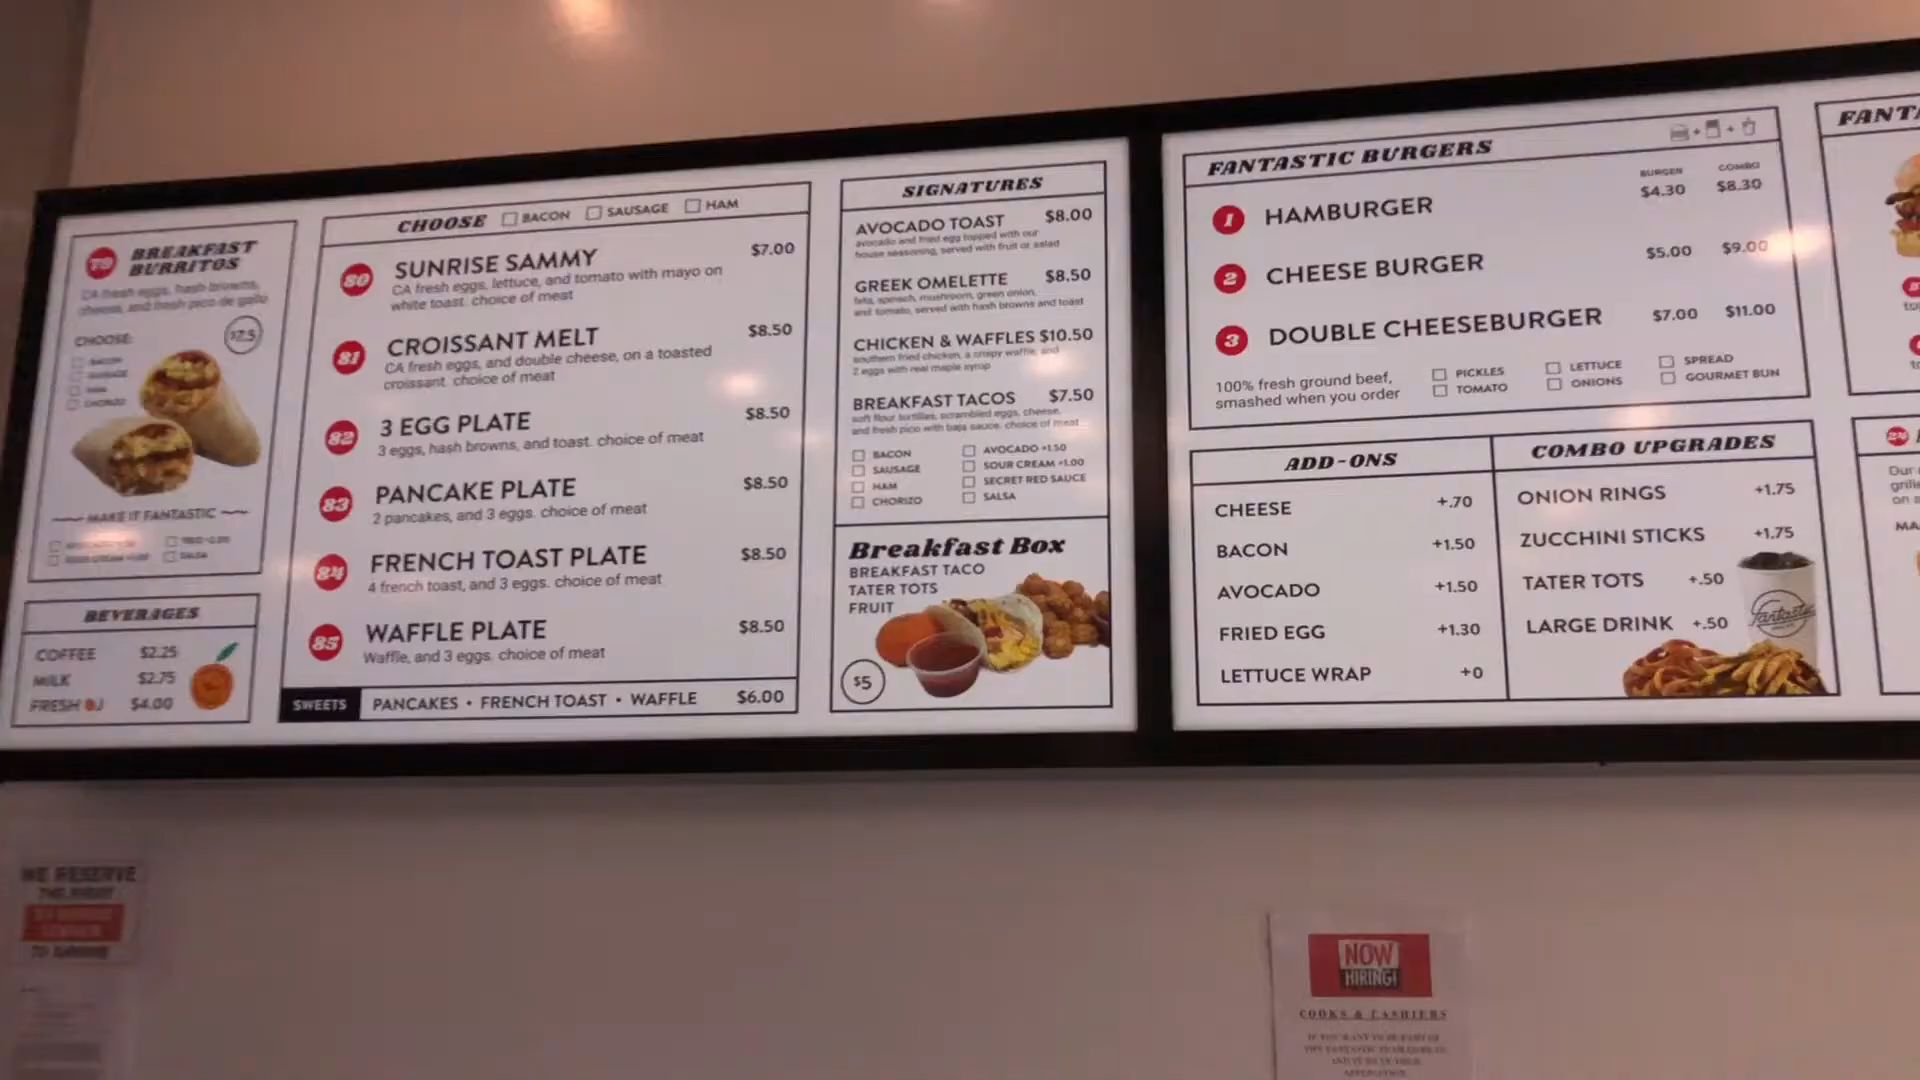 79 BREAKFAST
BURRITOS
CA fresh eggs, hash browns,
cheese, and fresh pico de gallo
CHOOSE:
BACON
SAUSAGE
HAM
CHORIZO
MAKE IT FANTASTIC
SALSA
BEVERAGES
COFFEE $2.25
MILK $2.75
FRESH OJ $4.00
CHOOSE BACON SAUSAGE HAM
80 SUNRISE SAMMY $7.00
CA fresh eggs, lettuce, and tomato with mayo on
white toast. choice of meat
81 CROISSANT MELT $8.50
CA fresh eggs, and double cheese, on a toasted
croissant. choice of meat
82 3 EGG PLATE $8.50
3 eggs, hash browns, and toast. choice of meat
83 PANCAKE PLATE $8.50
2 pancakes, and 3 eggs. choice of meat
84 FRENCH TOAST PLATE $8.50
4 french toast, and 3 eggs. choice of meat
85 WAFFLE PLATE $8.50
Waffle, and 3 eggs. choice of meat
SWEETS PANCAKES • FRENCH TOAST • WAFFLE $6.00
SIGNATURES
AVOCADO TOAST $8.00
avocado and fried egg topped with our
house seasoning, served with fruit or salad
GREEK OMELETTE $8.50
feta, spinach, mushroom, green onion,
and tomato, served with hash browns and toast
CHICKEN & WAFFLES $10.50
southern fried chicken, a crispy waffle, and
2 eggs with real maple syrup
BREAKFAST TACOS $7.50
soft flour tortillas, scrambled eggs, cheese,
and fresh pico with baja sauce. choice of meat
BACON AVOCADO +1.50
SAUSAGE SOUR CREAM +1.00
HAM SECRET RED SAUCE
CHORIZO SALSA
Breakfast Box
BREAKFAST TACO
TATER TOTS
FRUIT
$5
FANTASTIC BURGERS
BURGER COMBO
1 HAMBURGER $4.30 $8.30
2 CHEESE BURGER $5.00 $9.00
3 DOUBLE CHEESEBURGER $7.00 $11.00
100% fresh ground beef,
smashed when you order
PICKLES LETTUCE SPREAD
TOMATO ONIONS GOURMET BUN
ADD-ONS
CHEESE +.70
BACON +1.50
AVOCADO +1.50
FRIED EGG +1.30
LETTUCE WRAP +0
COMBO UPGRADES
ONION RINGS +1.75
ZUCCHINI STICKS +1.75
TATER TOTS +.50
LARGE DRINK +.50
Fantastic
FANTA
24
Our
grille
on a
MA
WE RESERVE
THE RIGHT
NOW
HIRING!
COOKS & CASHIERS